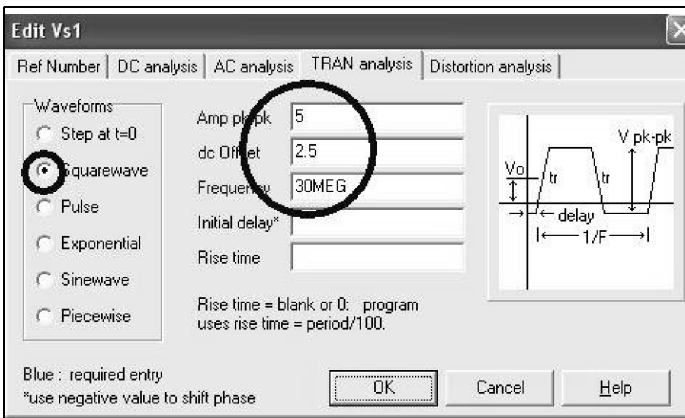 Edit Vs1
Ref Number DC analysis AC analysis TRAN analysis Distortion analysis
Waveforms
Step at t=0
Squarewave
Pulse
Exponential
Sinewave
Piecewise
Amp pk-pk 5
dc Offset 2.5
Frequency 30MEG
Initial delay*
Rise time
Rise time = blank or 0: program
uses rise time = period/100.
V pk-pk
Vo
tr tr
delay
1/F
Blue : required entry
*use negative value to shift phase
OK Cancel Help